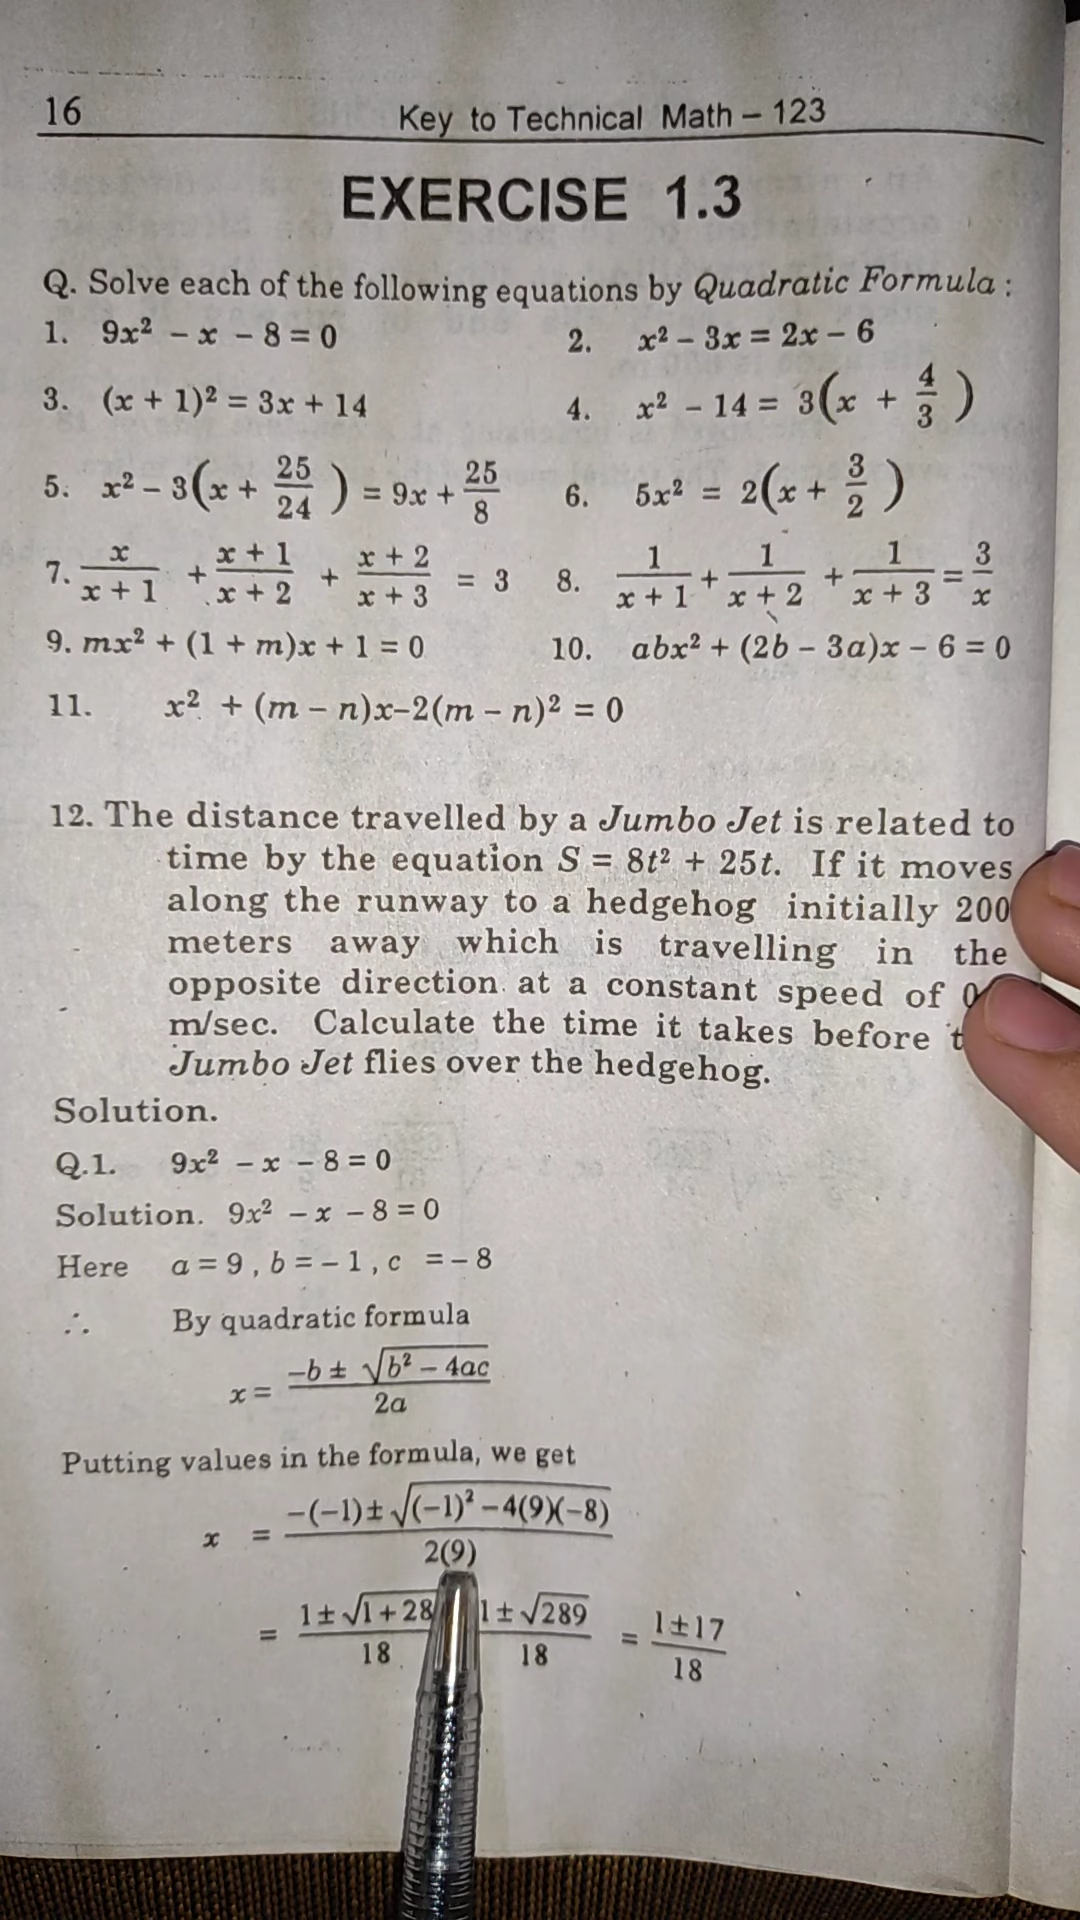 16
Key to Technical Math – 123
EXERCISE 1.3
Q. Solve each of the following equations by Quadratic Formula :
1. 9x² – x – 8 = 0 2. x² – 3x = 2x – 6
3. (x + 1)² = 3x + 14 4. x² – 14 = 3(x + 4/3)
5. x² – 3(x + 25/24) = 9x + 25/8 6. 5x² = 2(x + 3/2)
7. x/(x + 1) + (x + 1)/(x + 2) + (x + 2)/(x + 3) = 3 8. 1/(x + 1) + 1/(x + 2) + 1/(x + 3) = 3/x
9. mx² + (1 + m)x + 1 = 0 10. abx² + (2b – 3a)x – 6 = 0
11. x² + (m – n)x–2(m – n)² = 0
12. The distance travelled by a Jumbo Jet is related to
time by the equation S = 8t² + 25t. If it moves
along the runway to a hedgehog initially 200
meters away which is travelling in the
opposite direction at a constant speed of
m/sec. Calculate the time it takes before
Jumbo Jet flies over the hedgehog.
Solution.
Q.1. 9x² – x – 8 = 0
Solution. 9x² – x – 8 = 0
Here a = 9 , b = – 1 , c = – 8
∴ By quadratic formula
x = (–b ± √(b² – 4ac))/2a
Putting values in the formula, we get
x = (–(–1) ± √((–1)² – 4(9)(–8)))/2(9)
= (1 ± √1 + 28)/18 (1 ± √289)/18 = (1 ± 17)/18